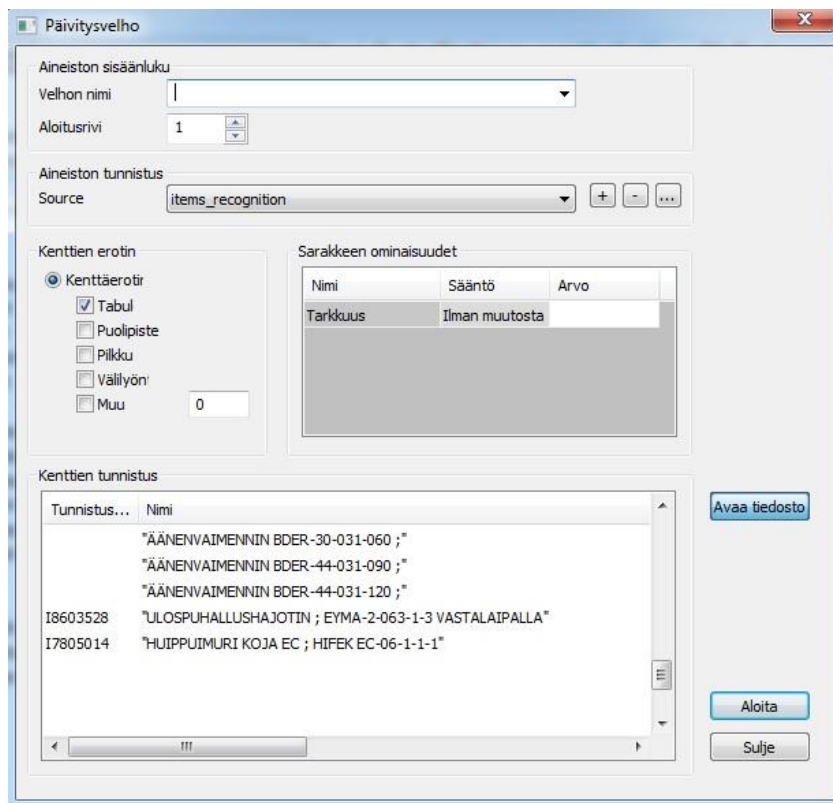 Päivitysvelho
Aineiston sisäänluku
Velhon nimi
Aloitusrivi 1
Aineiston tunnistus
Source items_recognition + - ...
Kenttien erotin
Kenttäerotir
Tabul
Puolipiste
Pilkku
Välilyön
Muu 0
Sarakkeen ominaisuudet
Nimi Sääntö Arvo
Tarkkuus Ilman muutosta
Kenttien tunnistus
Tunnistus... Nimi
"ÄÄNENVAIMENNIN BDER-30-031-060 ;"
"ÄÄNENVAIMENNIN BDER-44-031-090 ;"
"ÄÄNENVAIMENNIN BDER-44-031-120 ;"
I8603528 "ULOSPUHALLUSHAJOTIN ; EYMA-2-063-1-3 VASTALAIPALLA"
I7805014 "HUIPPUIMURI KOJA EC ; HIFEK EC-06-1-1-1"
Avaa tiedosto
Aloita
Sulje